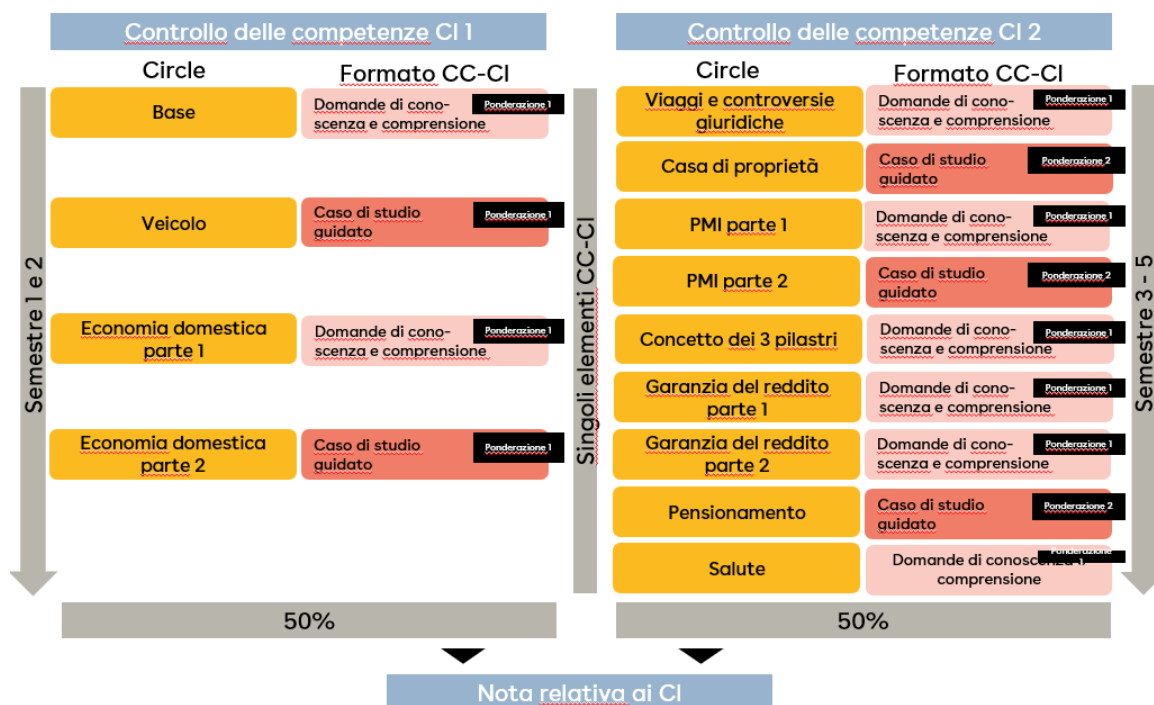 Controllo delle competenze CI 1
Circle
Formato CC-CI
Base
Domande di cono-
scenza e comprensione
Ponderazione 1
Veicolo
Caso di studio
guidato
Ponderazione 1
Economia domestica
parte 1
Domande di cono-
scenza e comprensione
Ponderazione 1
Economia domestica
parte 2
Caso di studio
guidato
Ponderazione 1
Semestre 1 e 2
50%
Singoli elementi CC-CI
Controllo delle competenze CI 2
Circle
Formato CC-CI
Viaggi e controversie
giuridiche
Domande di cono-
scenza e comprensione
Ponderazione 1
Casa di proprietà
Caso di studio
guidato
Ponderazione 2
PMI parte 1
Domande di cono-
scenza e comprensione
Ponderazione 1
PMI parte 2
Caso di studio
guidato
Ponderazione 2
Concetto dei 3 pilastri
Domande di cono-
scenza e comprensione
Ponderazione 1
Garanzia del reddito
parte 1
Domande di cono-
scenza e comprensione
Ponderazione 1
Garanzia del reddito
parte 2
Domande di cono-
scenza e comprensione
Ponderazione 1
Pensionamento
Caso di studio
guidato
Ponderazione 2
Salute
Domande di conoscenza
comprensione
Ponderazione
1
Semestre 3 - 5
50%
Nota relativa ai CI